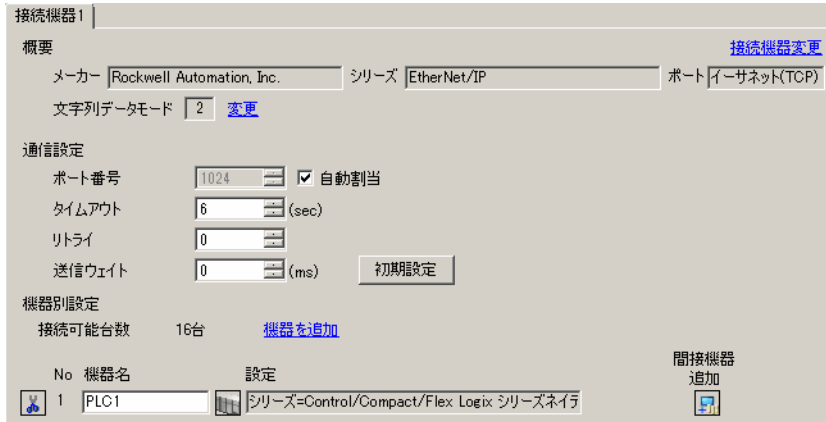 接続機器1
概要 接続機器変更
メーカー Rockwell Automation, Inc. シリーズ EtherNet/IP ポート イーサネット(TCP)
文字列データモード 2 変更
通信設定
ポート番号 1024 自動割当
タイムアウト 6 (sec)
リトライ 0
送信ウェイト 0 (ms) 初期設定
機器別設定
接続可能台数 16台 機器を追加
間接機器
No 機器名 設定 追加
1 PLC1 シリーズ=Control/Compact/Flex Logix シリーズネイテ